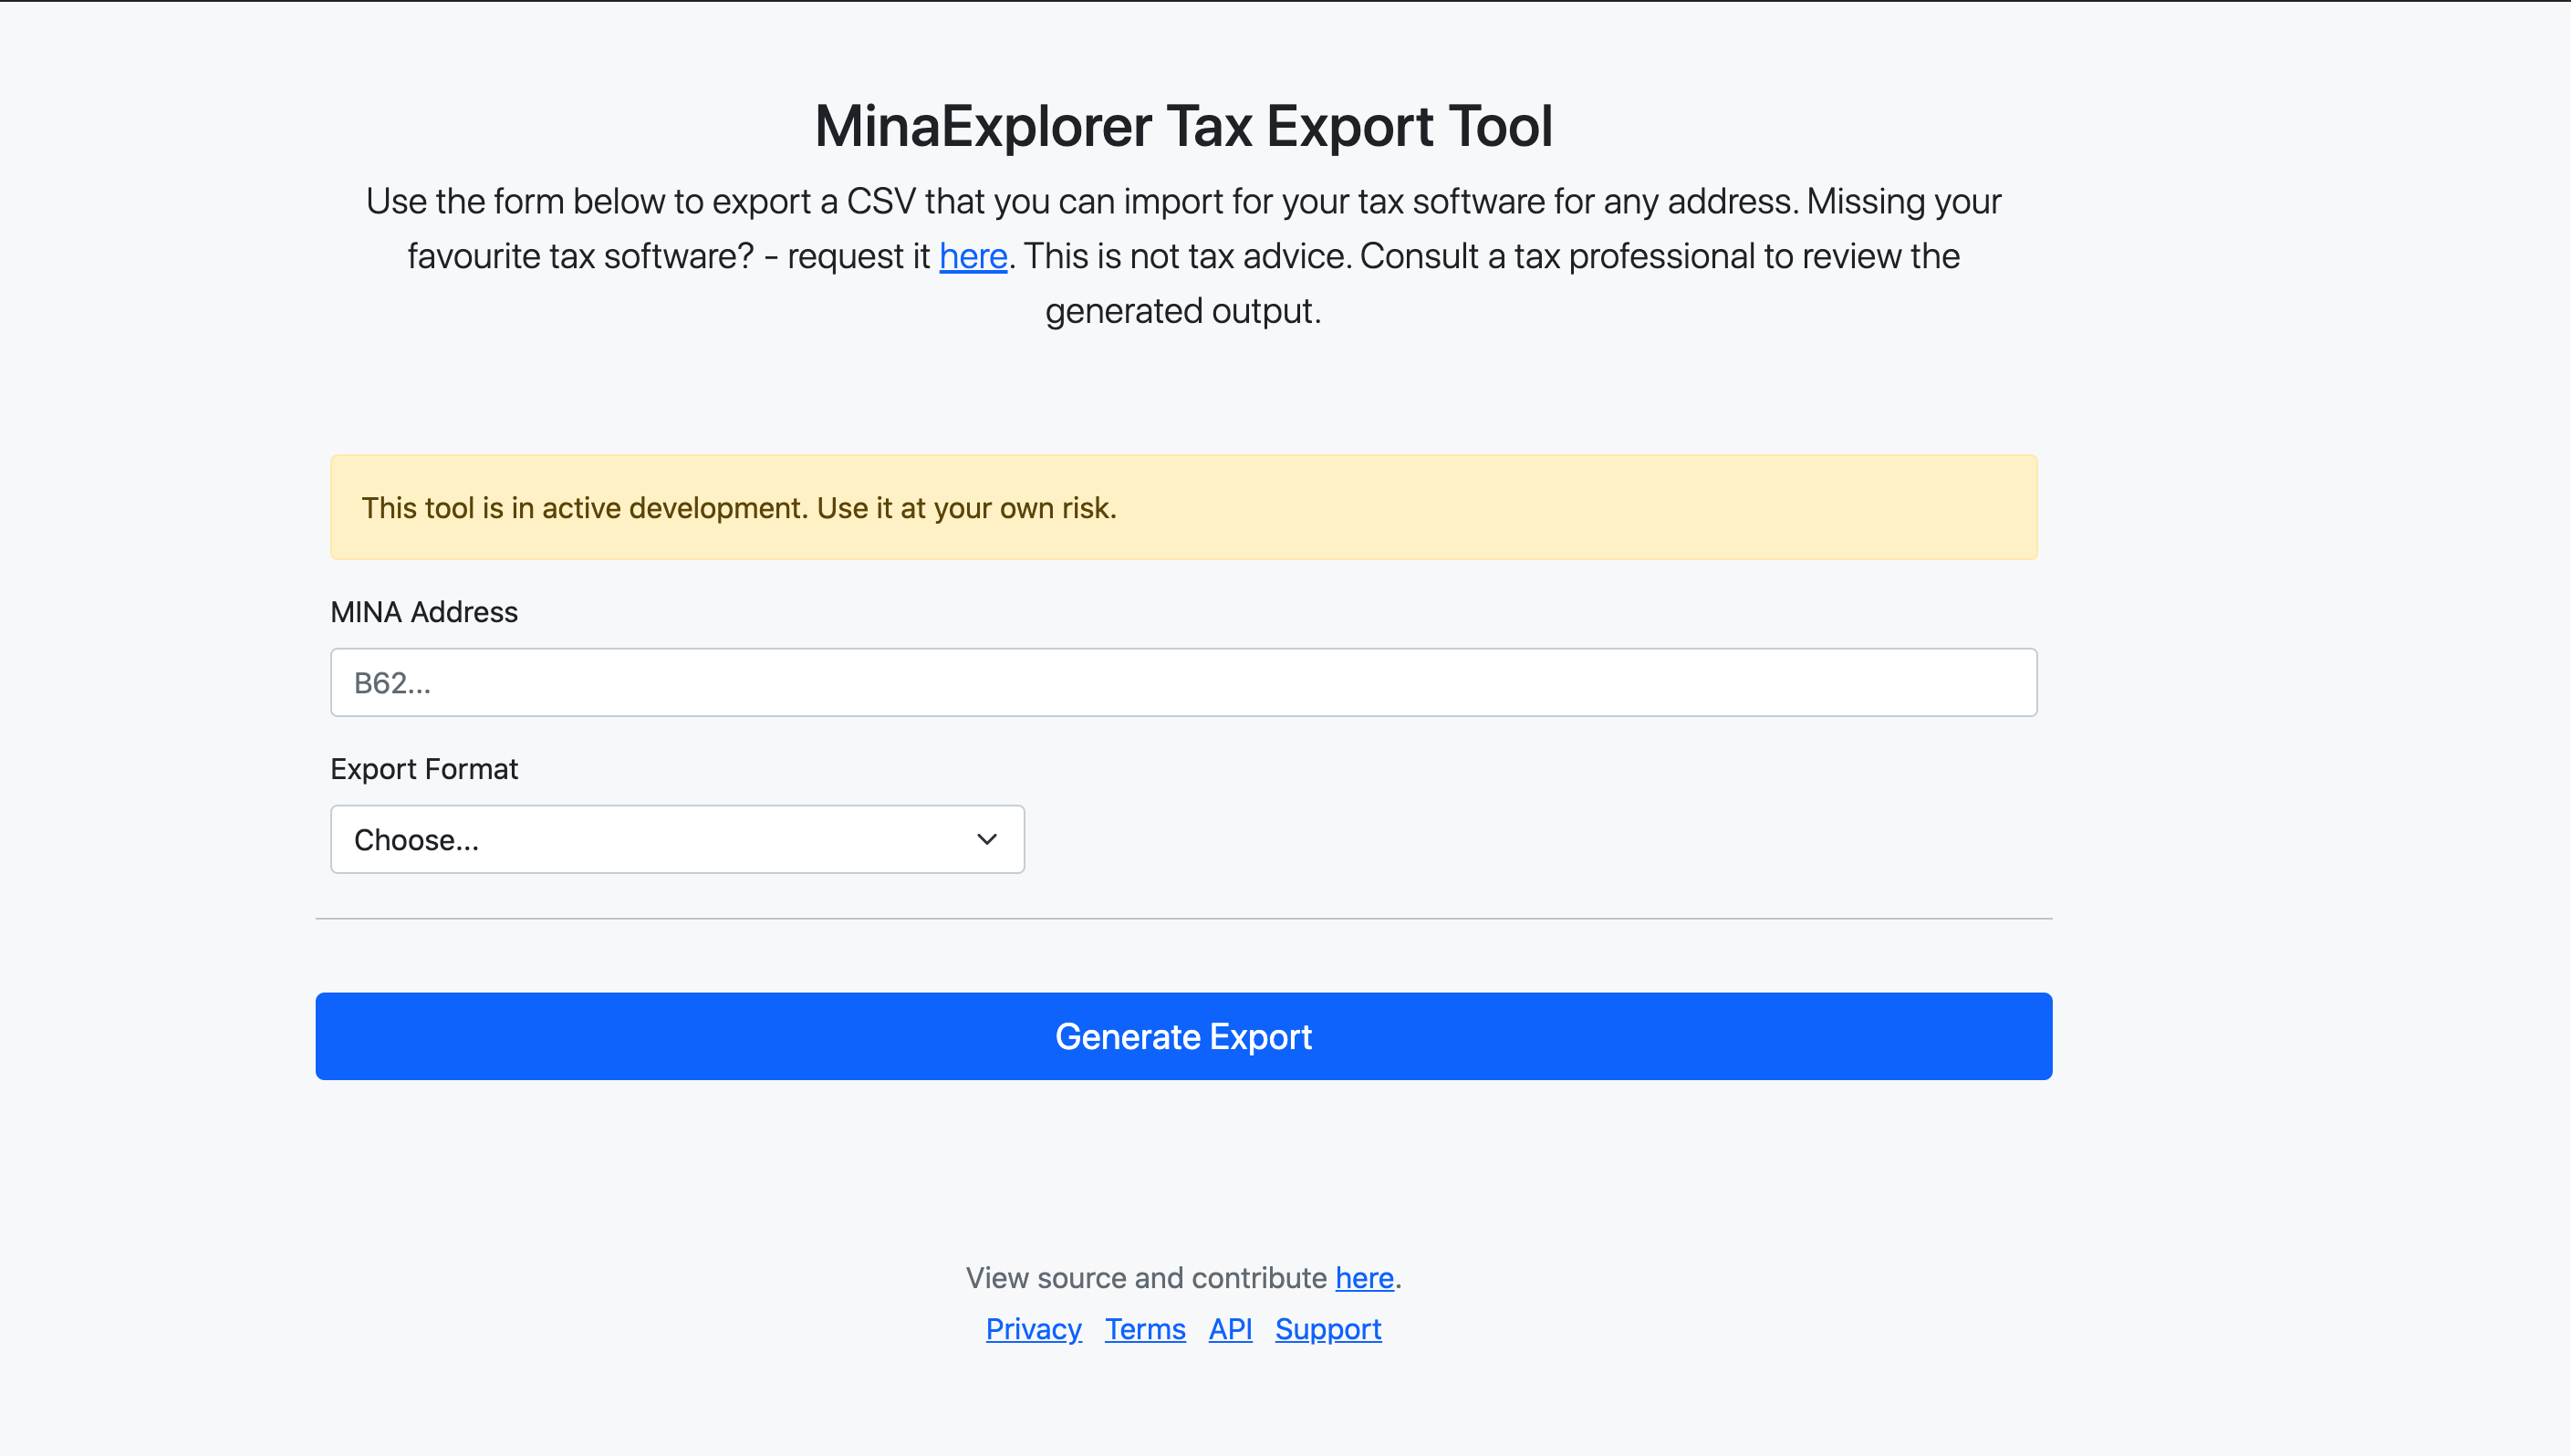 MinaExplorer Tax Export Tool
Use the form below to export a CSV that you can import for your tax software for any address. Missing your
favourite tax software? - request it here. This is not tax advice. Consult a tax professional to review the
generated output.
This tool is in active development. Use it at your own risk.
MINA Address
B62...
Export Format
Choose...
Generate Export
View source and contribute here.
Privacy Terms API Support